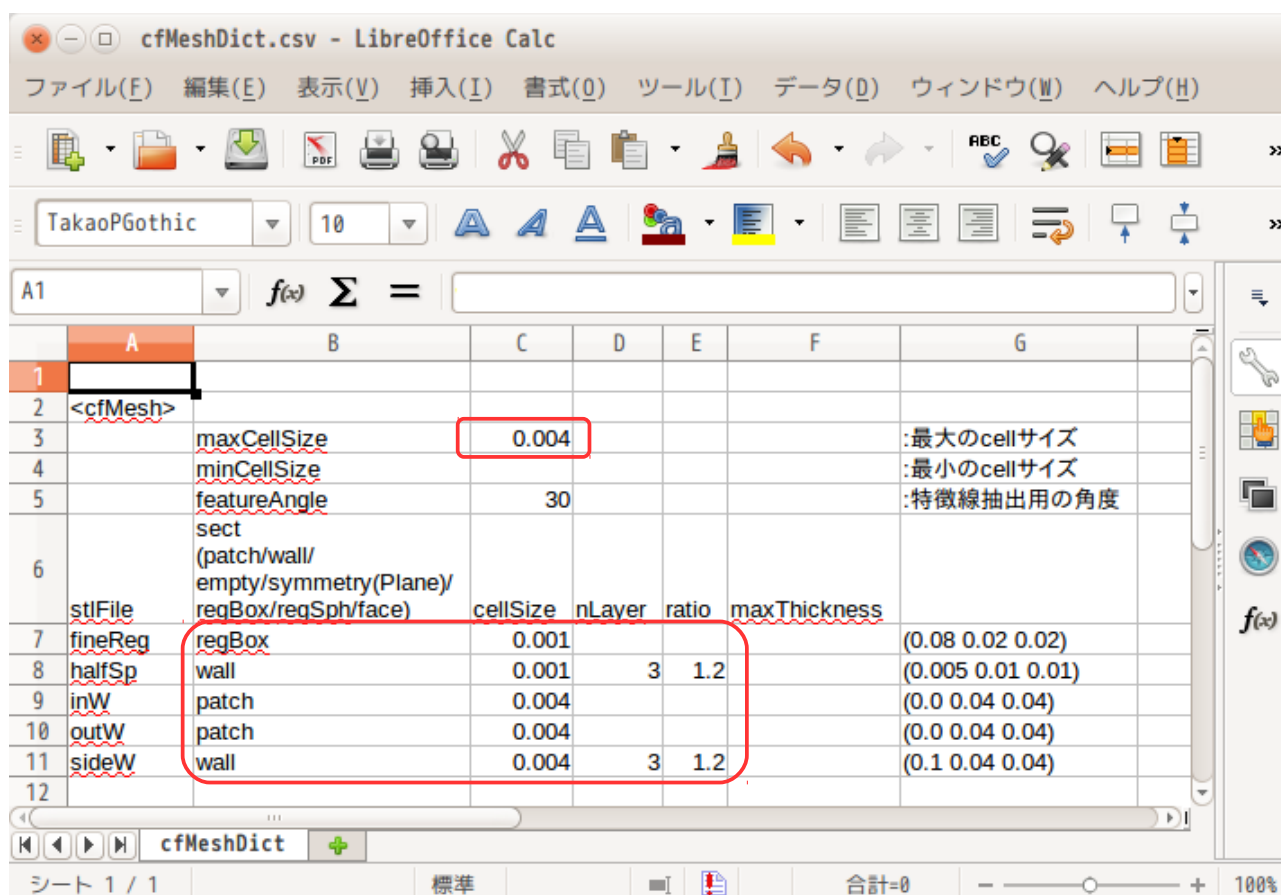 cfMeshDict.csv - LibreOffice Calc
ファイル(F) 編集(E) 表示(V) 挿入(I) 書式(O) ツール(T) データ(D) ウィンドウ(W) ヘルプ(H)
PDF ABC
TakaoPGothic 10
A1 f(x) Σ =
A B C D E F G
1
2 <cfMesh>
3 maxCellSize 0.004 :最大のcellサイズ
4 minCellSize :最小のcellサイズ
5 featureAngle 30 :特徴線抽出用の角度
sect
(patch/wall/
6 empty/symmetry(Plane)/
stlFile regBox/regSph/face) cellSize nLayer ratio maxThickness
7 fineReg regBox 0.001 (0.08 0.02 0.02)
8 halfSp wall 0.001 3 1.2 (0.005 0.01 0.01)
9 inW patch 0.004 (0.0 0.04 0.04)
10 outW patch 0.004 (0.0 0.04 0.04)
11 sideW wall 0.004 3 1.2 (0.1 0.04 0.04)
12
cfMeshDict
シート 1 / 1 標準 合計=0 100%